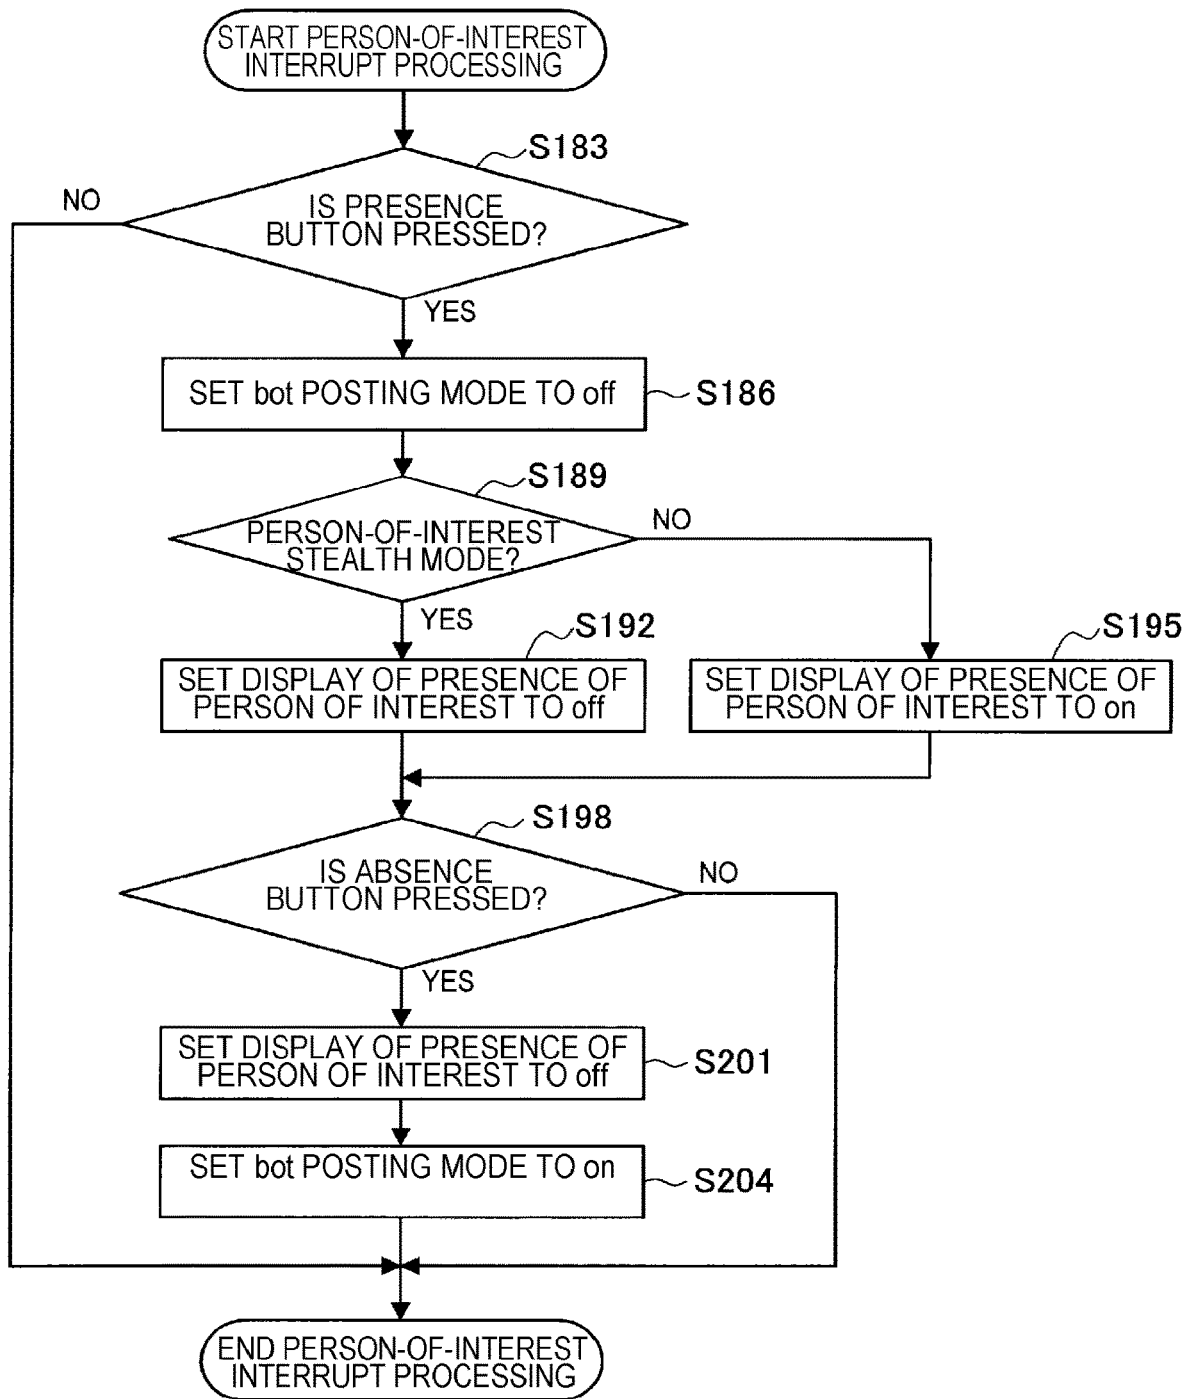 START PERSON-OF-INTEREST
INTERRUPT PROCESSING
S183
NO
IS PRESENCE
BUTTON PRESSED?
YES
SET bot POSTING MODE TO off
S186
S189
PERSON-OF-INTEREST
STEALTH MODE?
NO
YES
S192
S195
SET DISPLAY OF PRESENCE OF
PERSON OF INTEREST TO off
SET DISPLAY OF PRESENCE OF
PERSON OF INTEREST TO on
S198
IS ABSENCE
BUTTON PRESSED?
NO
YES
SET DISPLAY OF PRESENCE OF
PERSON OF INTEREST TO off
S201
SET bot POSTING MODE TO on
S204
END PERSON-OF-INTEREST
INTERRUPT PROCESSING